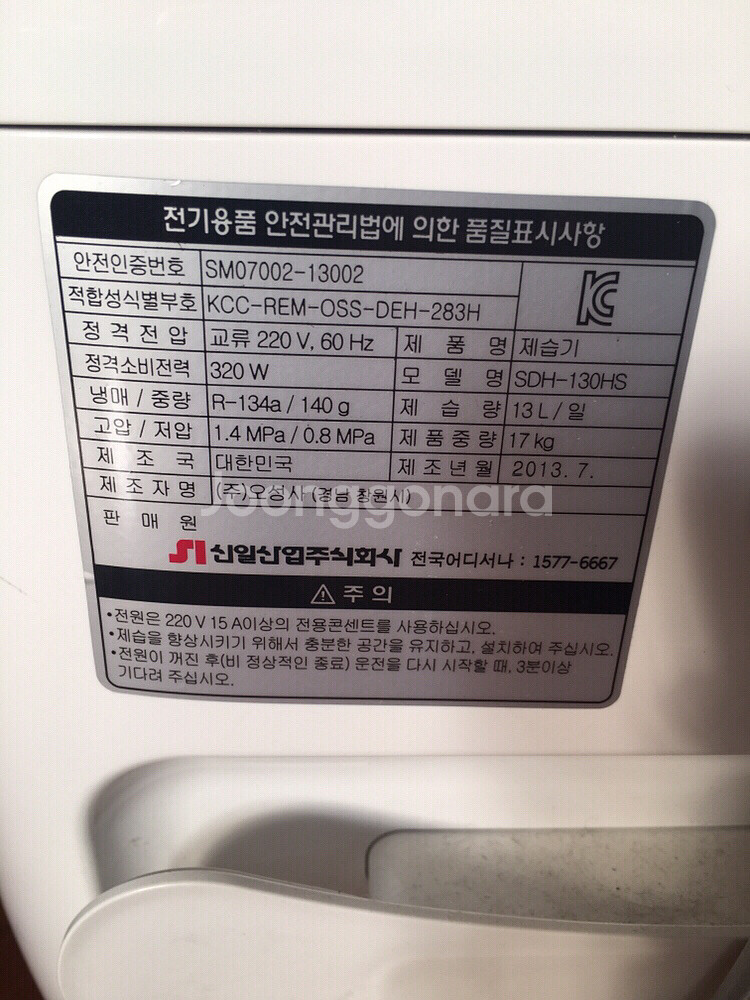 전기용품 안전관리법에 의한 품질표시사항
안전인증번호 SM07002-13002
적합성식별부호 KCC-REM-OSS-DEH-283H
정격전압 교류 220 V, 60 Hz 제품명 제습기
정격소비전력 320 W 모델명 SDH-130HS
냉매 / 중량 R-134a / 140 g 제습량 13 L / 일
고압 / 저압 1.4 MPa / 0.8 MPa 제품중량 17 kg
제조국 대한민국 제조년월 2013. 7.
제조자명 (주)오성사 (경남 창원시)
Joonggonara
판매원
SI 신일산업주식회사 전국어디서나 : 1577-6667
주의
•전원은 220 V 15 A이상의 전용콘센트를 사용하십시오.
•제습을 향상시키기 위해서 충분한 공간을 유지하고, 설치하여 주십시오.
•전원이 꺼진 후(비 정상적인 종료) 운전을 다시 시작할 때, 3분이상
기다려 주십시오.